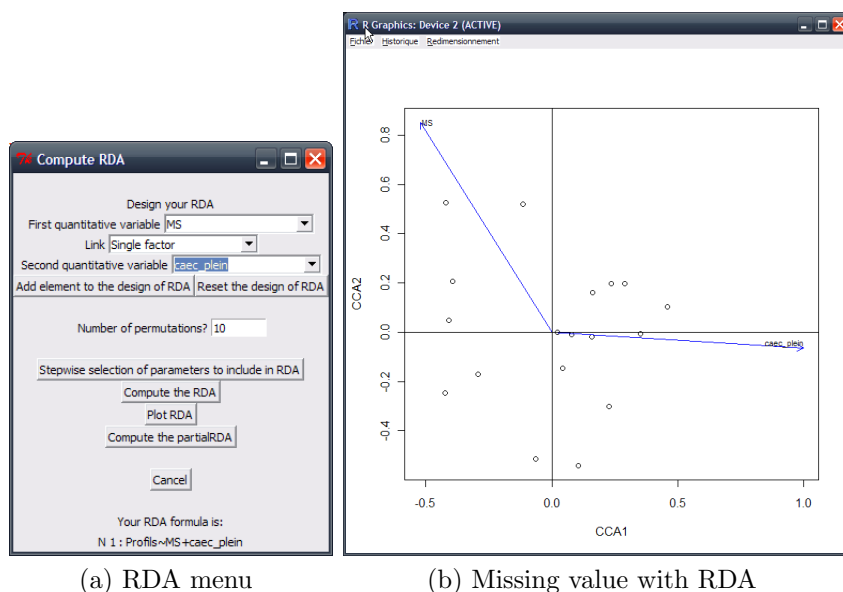 Compute RDA
Design your RDA
First quantitative variable MS
Link Single factor
Second quantitative variable caec_plein
Add element to the design of RDA Reset the design of RDA
Number of permutations? 10
Stepwise selection of parameters to include in RDA
Compute the RDA
Plot RDA
Compute the partialRDA
Cancel
Your RDA formula is:
N 1 : Profils~MS+caec_plein
(a) RDA menu
R R Graphics: Device 2 (ACTIVE)
Fichier Historique Redimensionnement
MS
caec_plein
CCA2
0.8
0.6
0.4
0.2
0.0
-0.2
-0.4
-0.5 0.0 0.5 1.0
CCA1
(b) Missing value with RDA